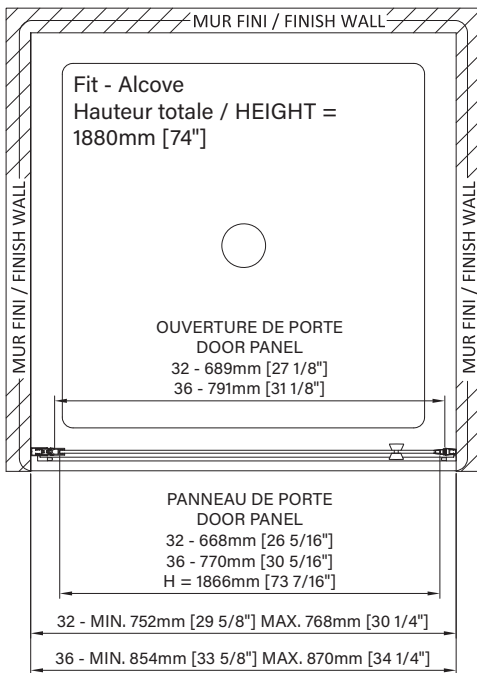 MUR FINI / FINISH WALL
Fit - Alcove
Hauteur totale / HEIGHT =
1880mm [74"]
MUR FINI / FINISH WALL
MUR FINI / FINISH WALL
OUVERTURE DE PORTE
DOOR PANEL
32 - 689mm [27 1/8"]
36 - 791mm [31 1/8"]
PANNEAU DE PORTE
DOOR PANEL
32 - 668mm [26 5/16"]
36 - 770mm [30 5/16"]
H = 1866mm [73 7/16"]
32 - MIN. 752mm [29 5/8"] MAX. 768mm [30 1/4"]
36 - MIN. 854mm [33 5/8"] MAX. 870mm [34 1/4"]